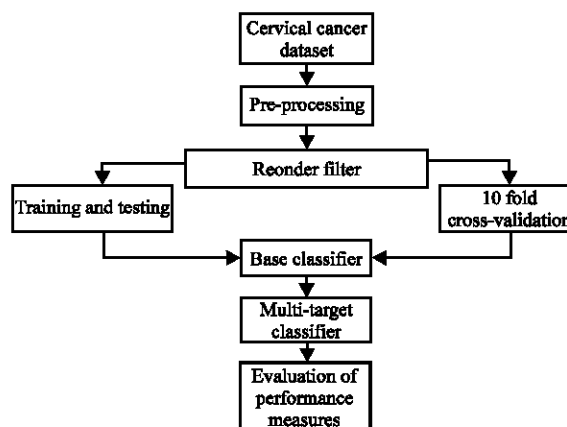 Cervical cancer
dataset
Pre-processing
Reonder filter
Training and testing
10 fold
cross-validation
Base classifier
Multi-target
classifier
Evaluation of
performance
measures